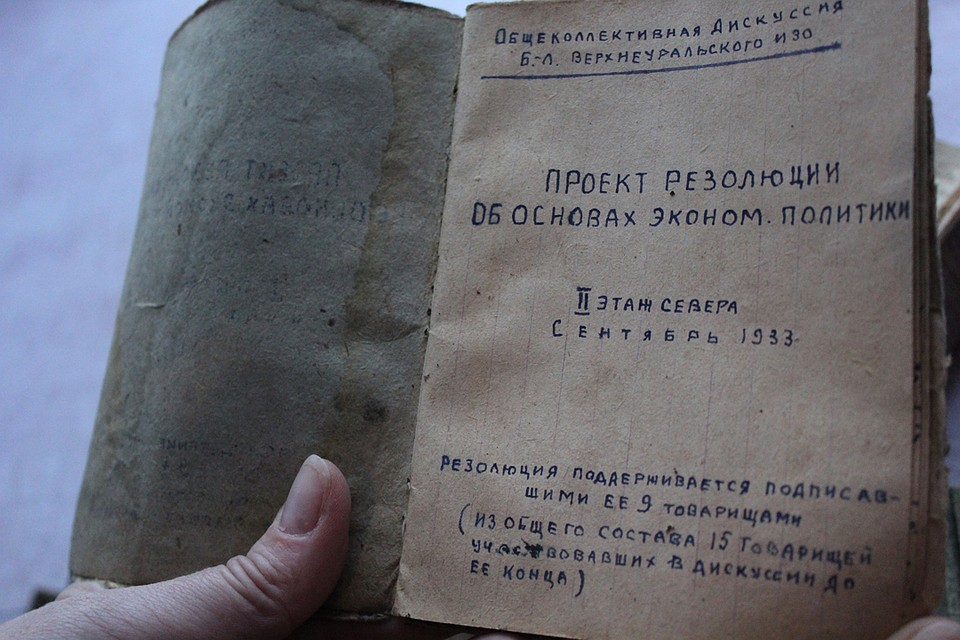 ОБЩЕКОЛЛЕКТИВНАЯ ДИСКУССИЯ
Б.-Л. ВЕРХНЕУРАЛЬСКОГО ИЗО
ПРОЕКТ РЕЗОЛЮЦИИ
ОБ ОСНОВАХ ЭКОНОМ. ПОЛИТИКИ
II ЭТАЖ СЕВЕРА
СЕНТЯБРЬ 1933.
РЕЗОЛЮЦИЯ ПОДДЕРЖИВАЕТСЯ ПОДПИСАВ-
ШИМИ ЕЕ 9 ТОВАРИЩАМИ
(ИЗ ОБЩЕГО СОСТАВА 15 ТОВАРИЩЕЙ
УЧАСТВОВАВШИХ В ДИСКУССИИ ДО
ЕЕ КОНЦА)